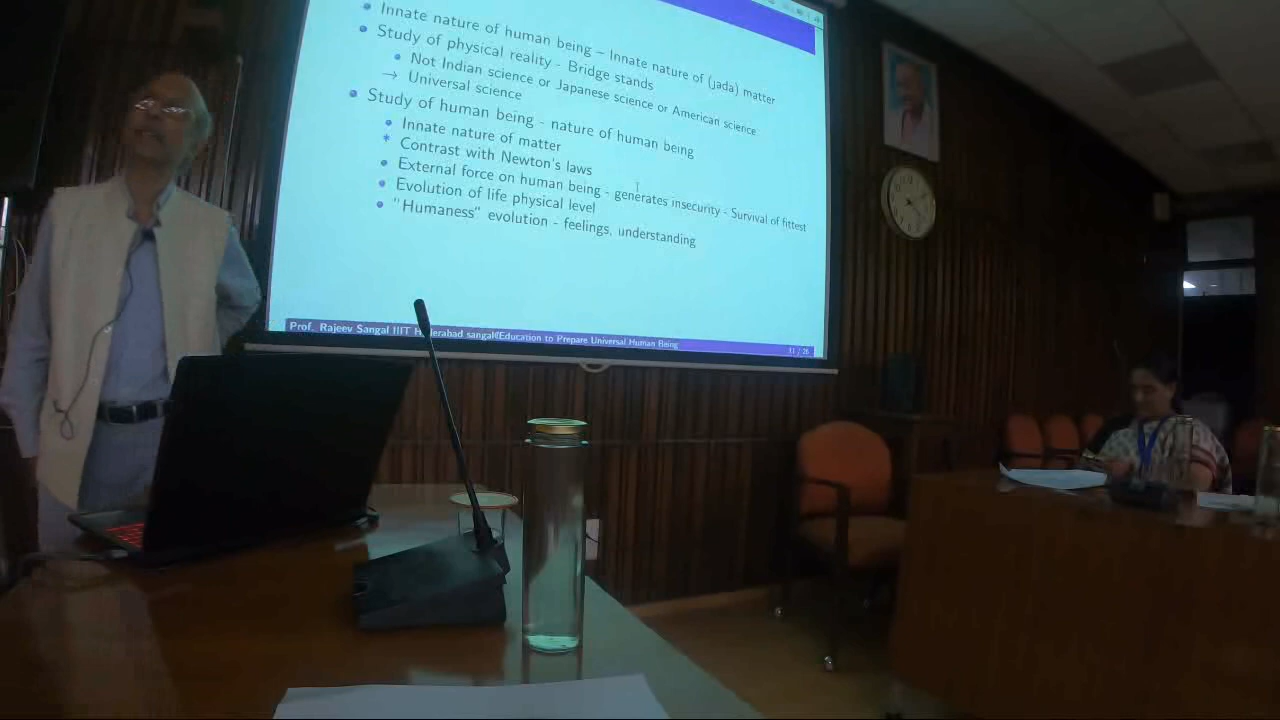 Innate nature of human being – Innate nature of (jada) matter
Study of physical reality - Bridge stands
Not Indian science or Japanese science or American science
→ Universal science
Study of human being - nature of human being
Innate nature of matter
* Contrast with Newton's laws
External force on human being - generates insecurity - Survival of fittest
Evolution of life physical level
"Humaness" evolution - feelings, understanding
Prof. Rajeev Sangal IIIT Hyderabad sangal@Education to Prepare Universal Human Being
11 / 26